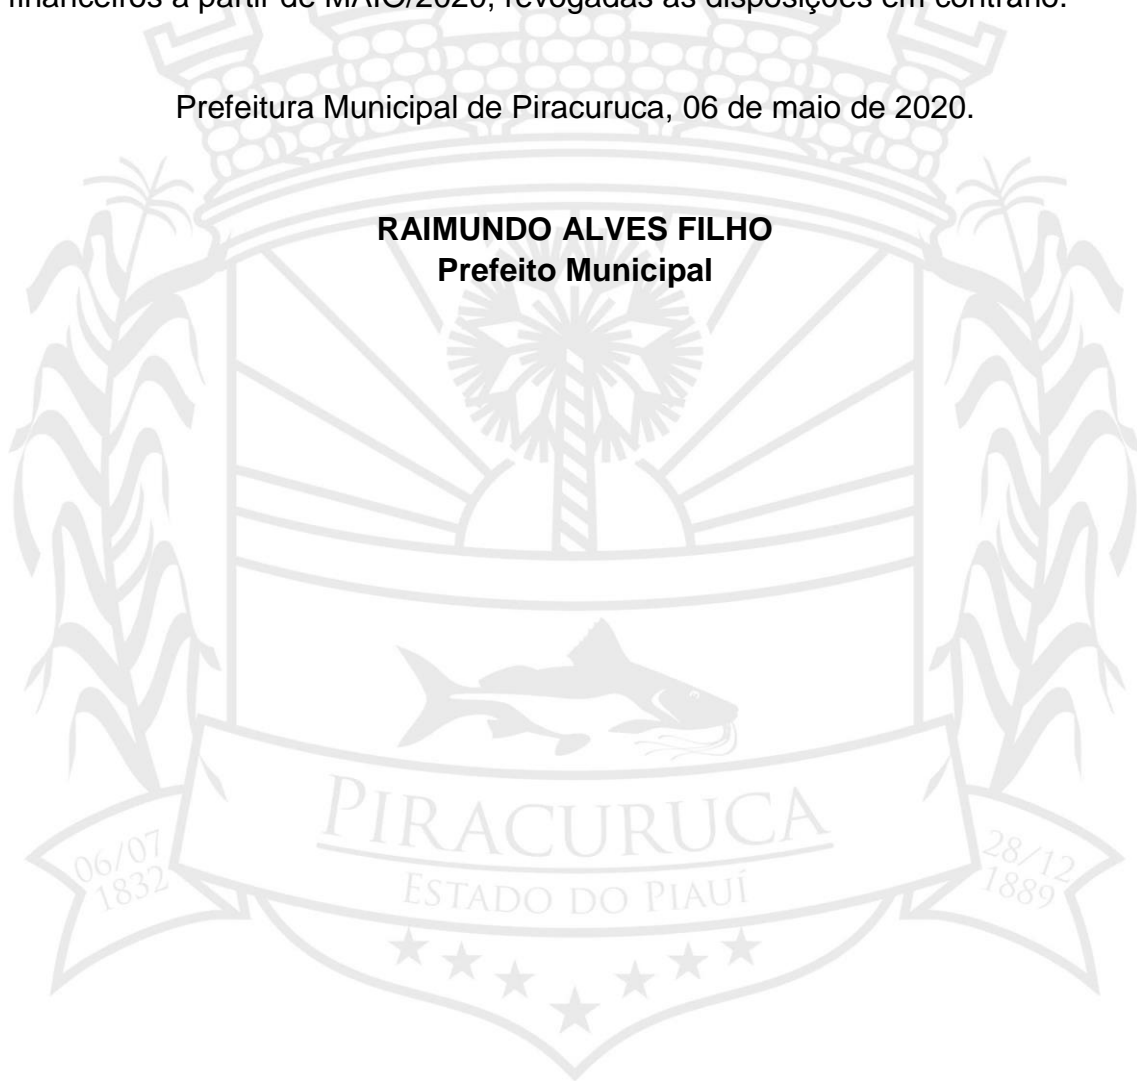 financeiros a partir de MAIO/2020, revogadas as disposições em contrário.
Prefeitura Municipal de Piracuruca, 06 de maio de 2020.
RAIMUNDO ALVES FILHO
Prefeito Municipal
PIRACURUCA
06/07
1832
28/12
1889
ESTADO DO PIAUÍ